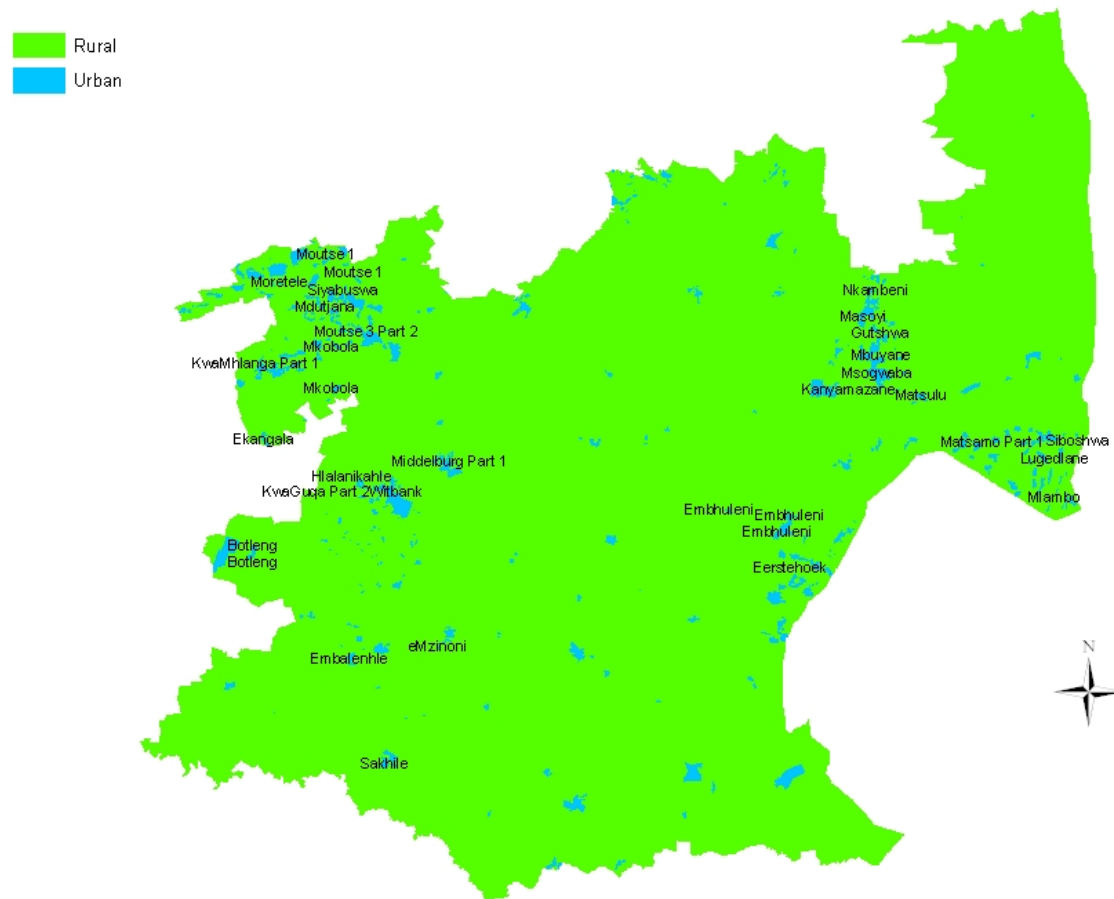 Rural
Urban
Moutse 1
Moutse 1
Moretele
Siyabuswa
Mdutjana
Moutse 3 Part 2
Mkobola
KwaMhlanga Part 1
Mkobola
Ekangala
Nkambeni
Masoyi
Gutshwa
Mbuyane
Msogwaba
Kanyamazane
Matsulu
Matsamo Part 1
Siboshwa
Lugedlane
Mlambo
Middelburg Part 1
Hlalanikahle
KwaGuqa Part 2
Witbank
Embhuleni
Embhuleni
Embhuleni
Eerstehoek
Botleng
Botleng
eMzinoni
Embalenhle
Sakhile
N